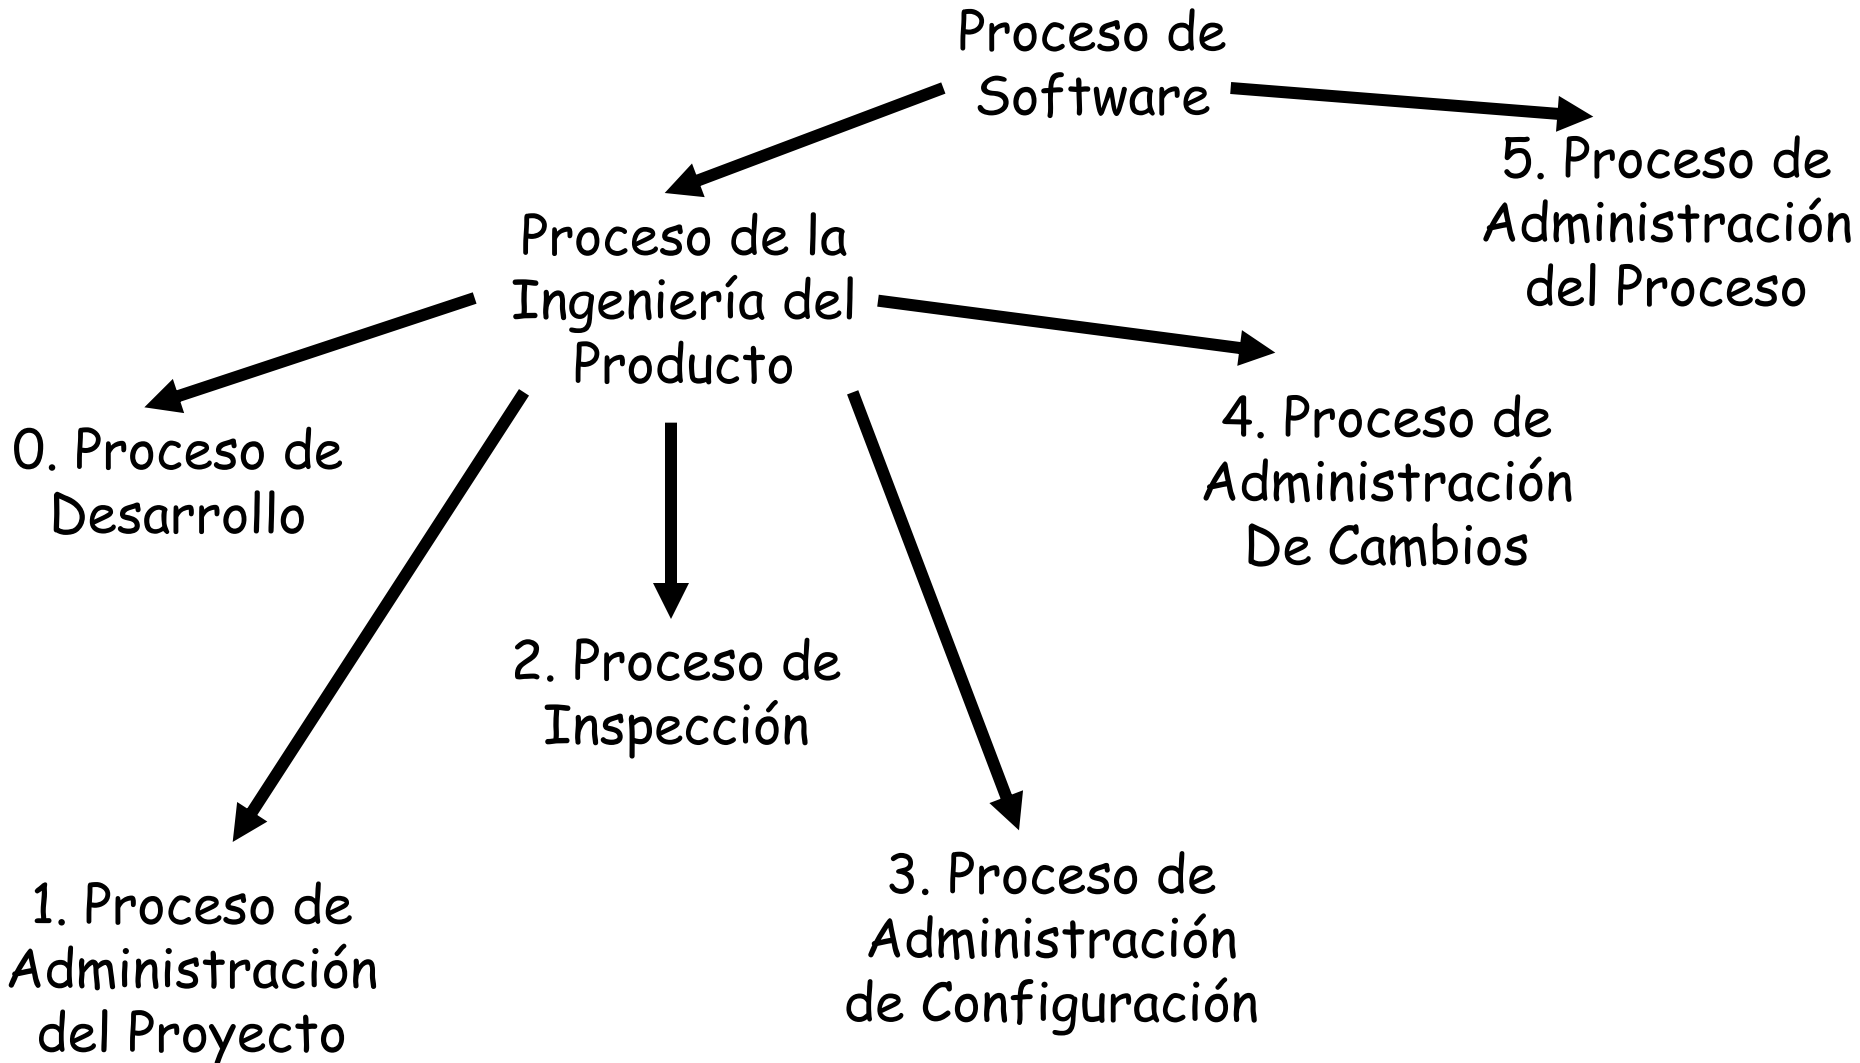 Proceso de
Software
5. Proceso de
Administración
del Proceso
Proceso de la
Ingeniería del
Producto
0. Proceso de
Desarrollo
4. Proceso de
Administración
De Cambios
2. Proceso de
Inspección
1. Proceso de
Administración
del Proyecto
3. Proceso de
Administración
de Configuración